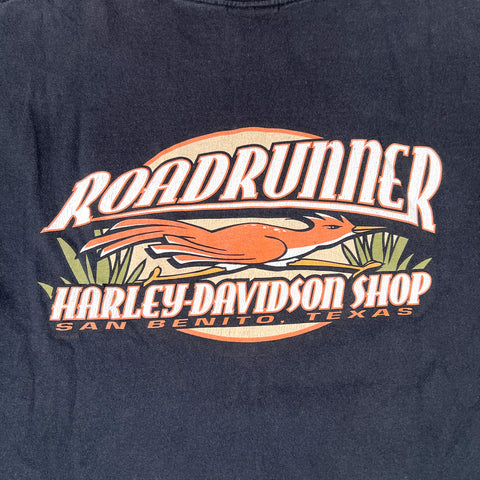 ROADRUNNER
HARLEY-DAVIDSON SHOP
SAN BENITO, TEXAS